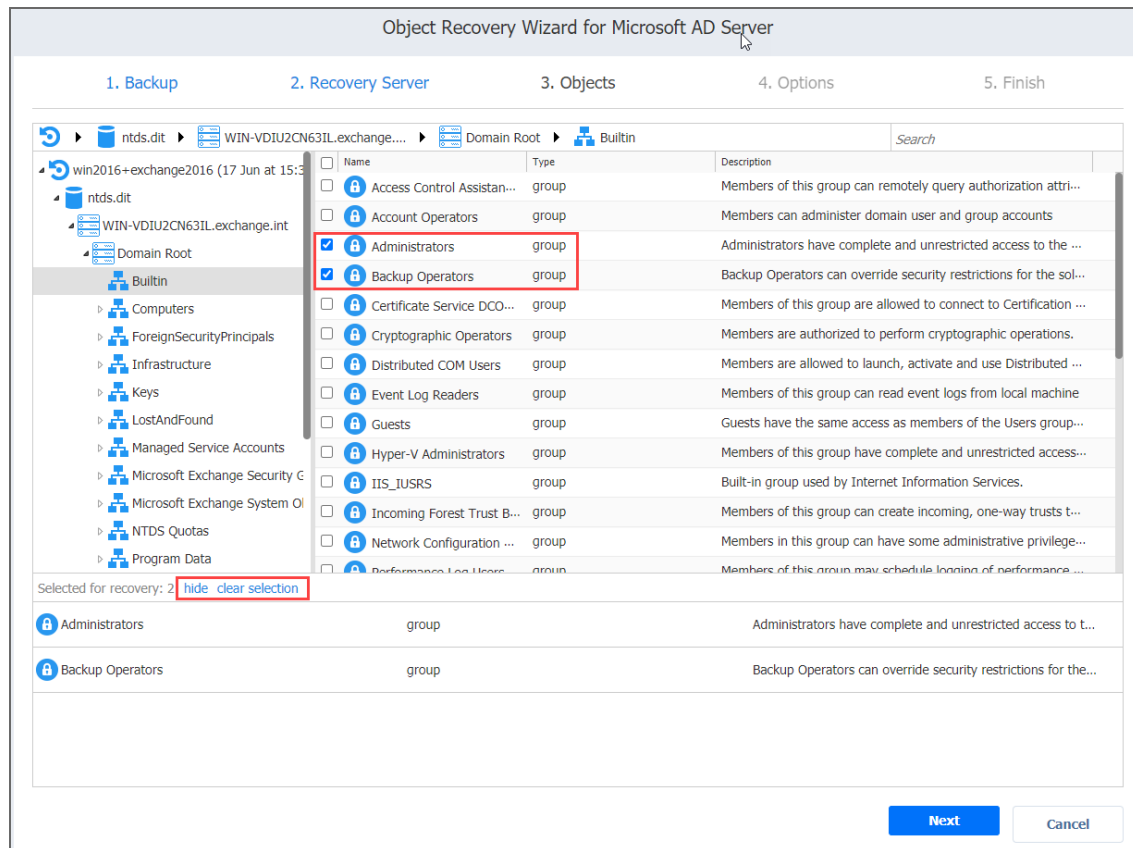 Object Recovery Wizard for Microsoft AD Server
1. Backup 2. Recovery Server 3. Objects 4. Options 5. Finish
ntds.dit WIN-VDIU2CN63IL.exchange.... Domain Root Builtin Search
win2016+exchange2016 (17 Jun at 15:3
ntds.dit
WIN-VDIU2CN63IL.exchange.int
Domain Root
Builtin
Computers
ForeignSecurityPrincipals
Infrastructure
Keys
LostAndFound
Managed Service Accounts
Microsoft Exchange Security G
Microsoft Exchange System Ol
NTDS Quotas
Program Data
Name Type Description
Access Control Assistan... group Members of this group can remotely query authorization attri...
Account Operators group Members can administer domain user and group accounts
Administrators group Administrators have complete and unrestricted access to the ...
Backup Operators group Backup Operators can override security restrictions for the sol...
Certificate Service DCO... group Members of this group are allowed to connect to Certification ...
Cryptographic Operators group Members are authorized to perform cryptographic operations.
Distributed COM Users group Members are allowed to launch, activate and use Distributed ...
Event Log Readers group Members of this group can read event logs from local machine
Guests group Guests have the same access as members of the Users group...
Hyper-V Administrators group Members of this group have complete and unrestricted access...
IIS_IUSRS group Built-in group used by Internet Information Services.
Incoming Forest Trust B... group Members of this group can create incoming, one-way trusts t...
Network Configuration ... group Members in this group can have some administrative privilege...
Performance Log Users group Members of this group may schedule logging of performance ...
Selected for recovery: 2 hide clear selection
Administrators group Administrators have complete and unrestricted access to t...
Backup Operators group Backup Operators can override security restrictions for the...
Next Cancel